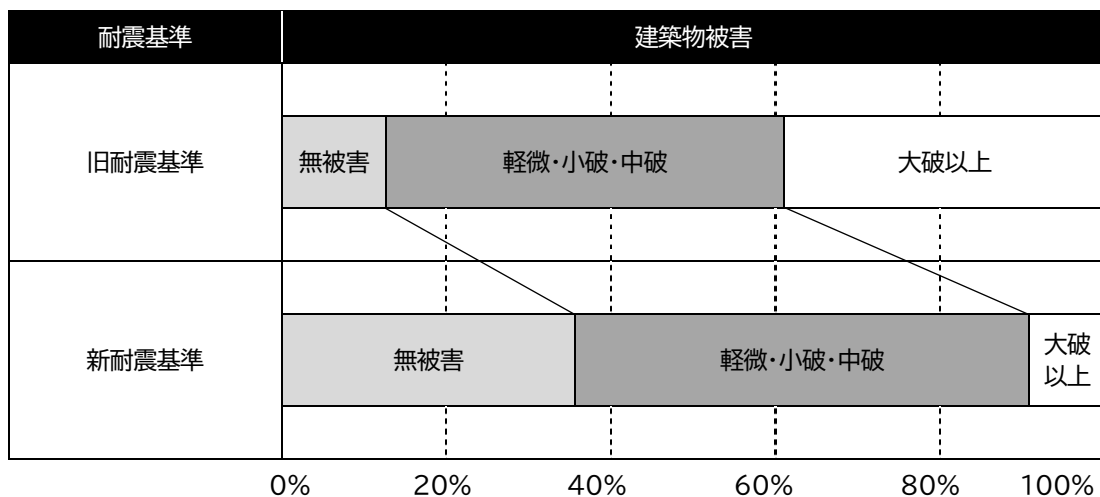 耐震基準
建築物被害
旧耐震基準
無被害
軽微・小破・中破
大破以上
新耐震基準
無被害
軽微・小破・中破
大破
以上
0%
20%
40%
60%
80%
100%